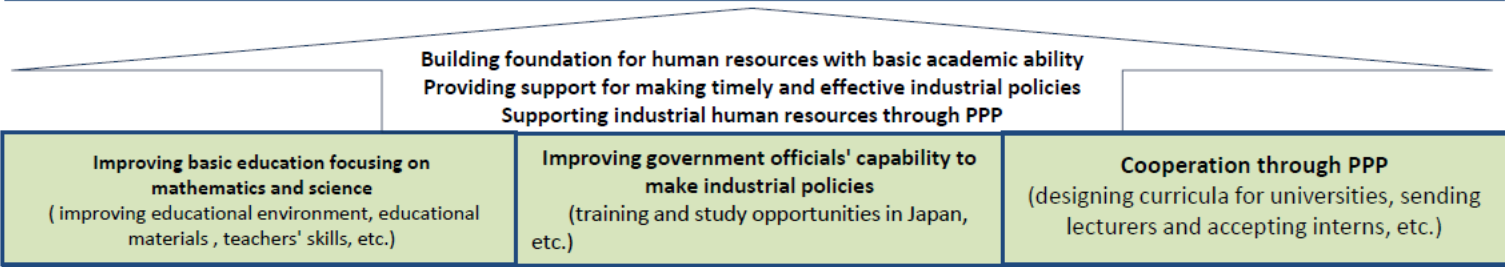 Building foundation for human resources with basic academic ability
Providing support for making timely and effective industrial policies
Supporting industrial human resources through PPP
Improving basic education focusing on
mathematics and science
( improving educational environment, educational
materials , teachers' skills, etc.)
Improving government officials' capability to
make industrial policies
(training and study opportunities in Japan,
etc.)
Cooperation through PPP
(designing curricula for universities, sending
lecturers and accepting interns, etc.)